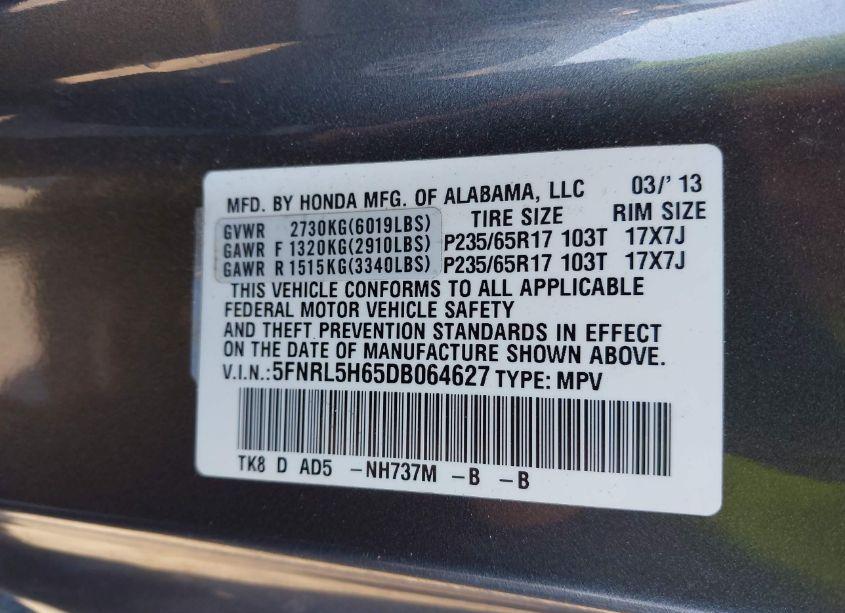 MFD. BY HONDA MFG. OF ALABAMA, LLC 03/' 13
GVWR 2730KG(6019LBS) TIRE SIZE RIM SIZE
GAWR F 1320KG(2910LBS) P235/65R17 103T 17X7J
GAWR R 1515KG(3340LBS) P235/65R17 103T 17X7J
THIS VEHICLE CONFORMS TO ALL APPLICABLE
FEDERAL MOTOR VEHICLE SAFETY
AND THEFT PREVENTION STANDARDS IN EFFECT
ON THE DATE OF MANUFACTURE SHOWN ABOVE.
V.I.N.:5FNRL5H65DB064627 TYPE: MPV
TK8 D AD5 -NH737M -B -B